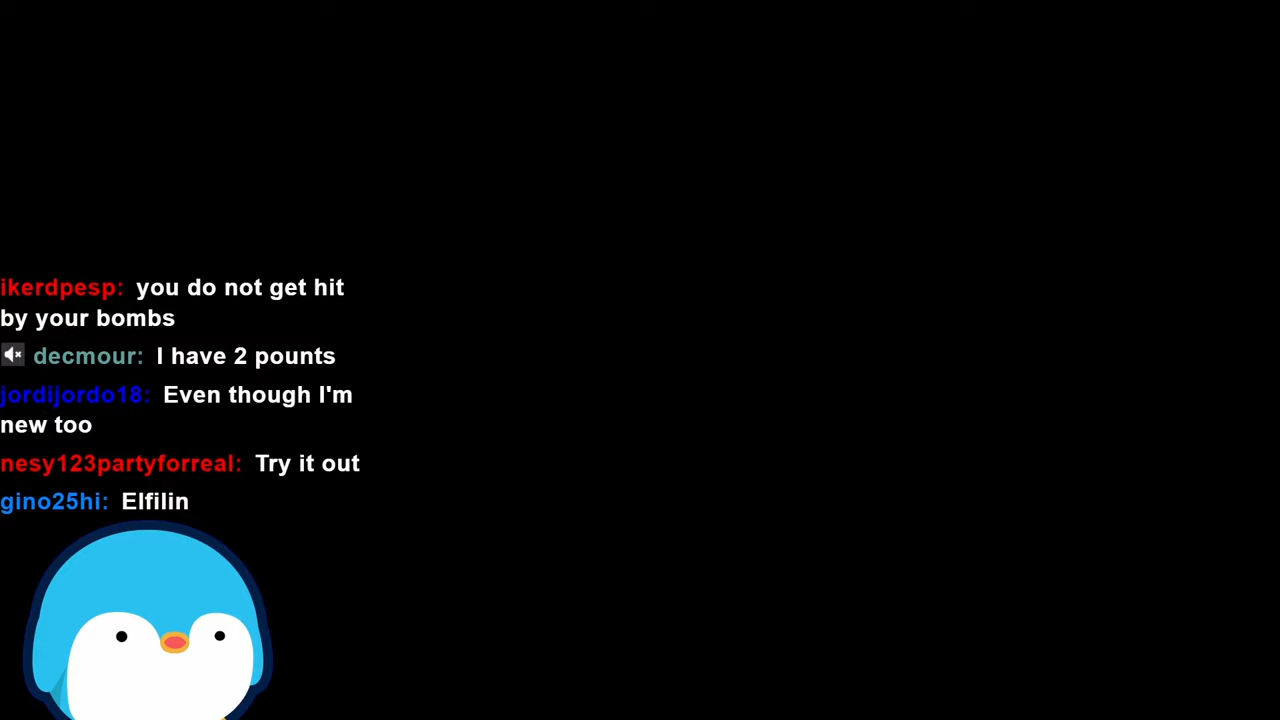 ikerdpesp: you do not get hit
by your bombs
decmour: I have 2 pounts
jordijordo18: Even though I'm
new too
nesy123partyforreal: Try it out
gino25hi: Elfilin